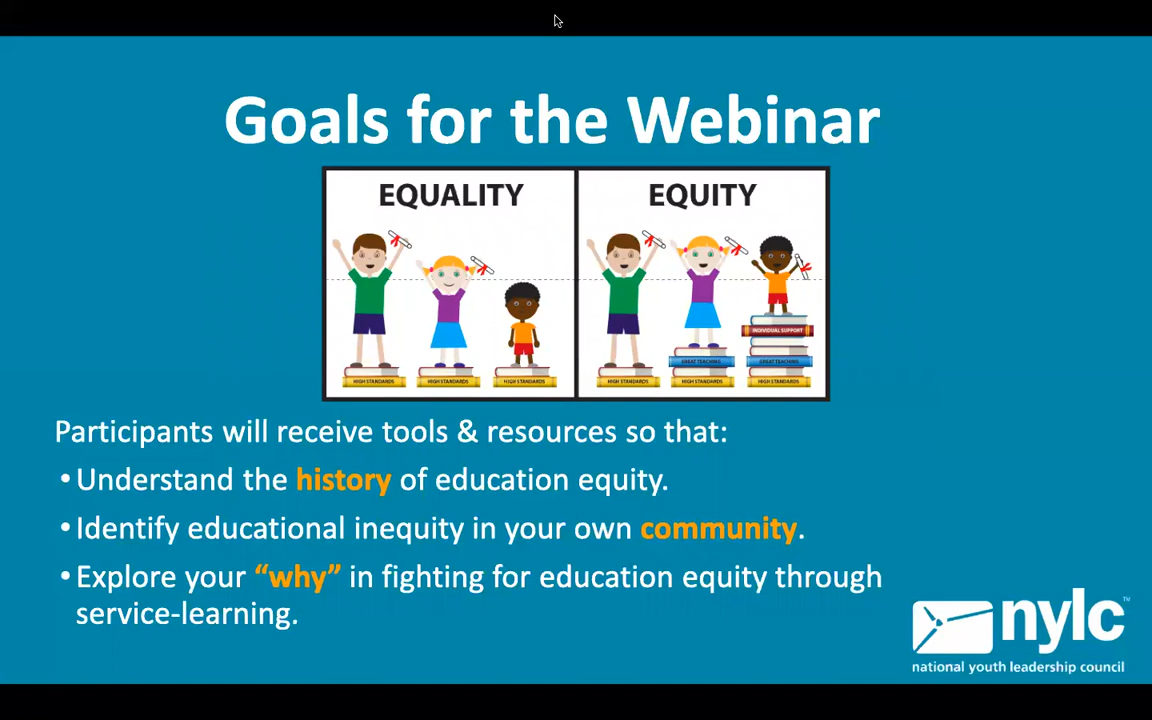 Goals for the Webinar
EQUALITY
EQUITY
HIGH STANDARDS
HIGH STANDARDS
HIGH STANDARDS
HIGH STANDARDS
GREAT TEACHING
HIGH STANDARDS
INDIVIDUAL SUPPORT
GREAT TEACHING
HIGH STANDARDS
Participants will receive tools & resources so that:
•Understand the history of education equity.
•Identify educational inequity in your own community.
•Explore your “why” in fighting for education equity through
service-learning.
nylc™
national youth leadership council